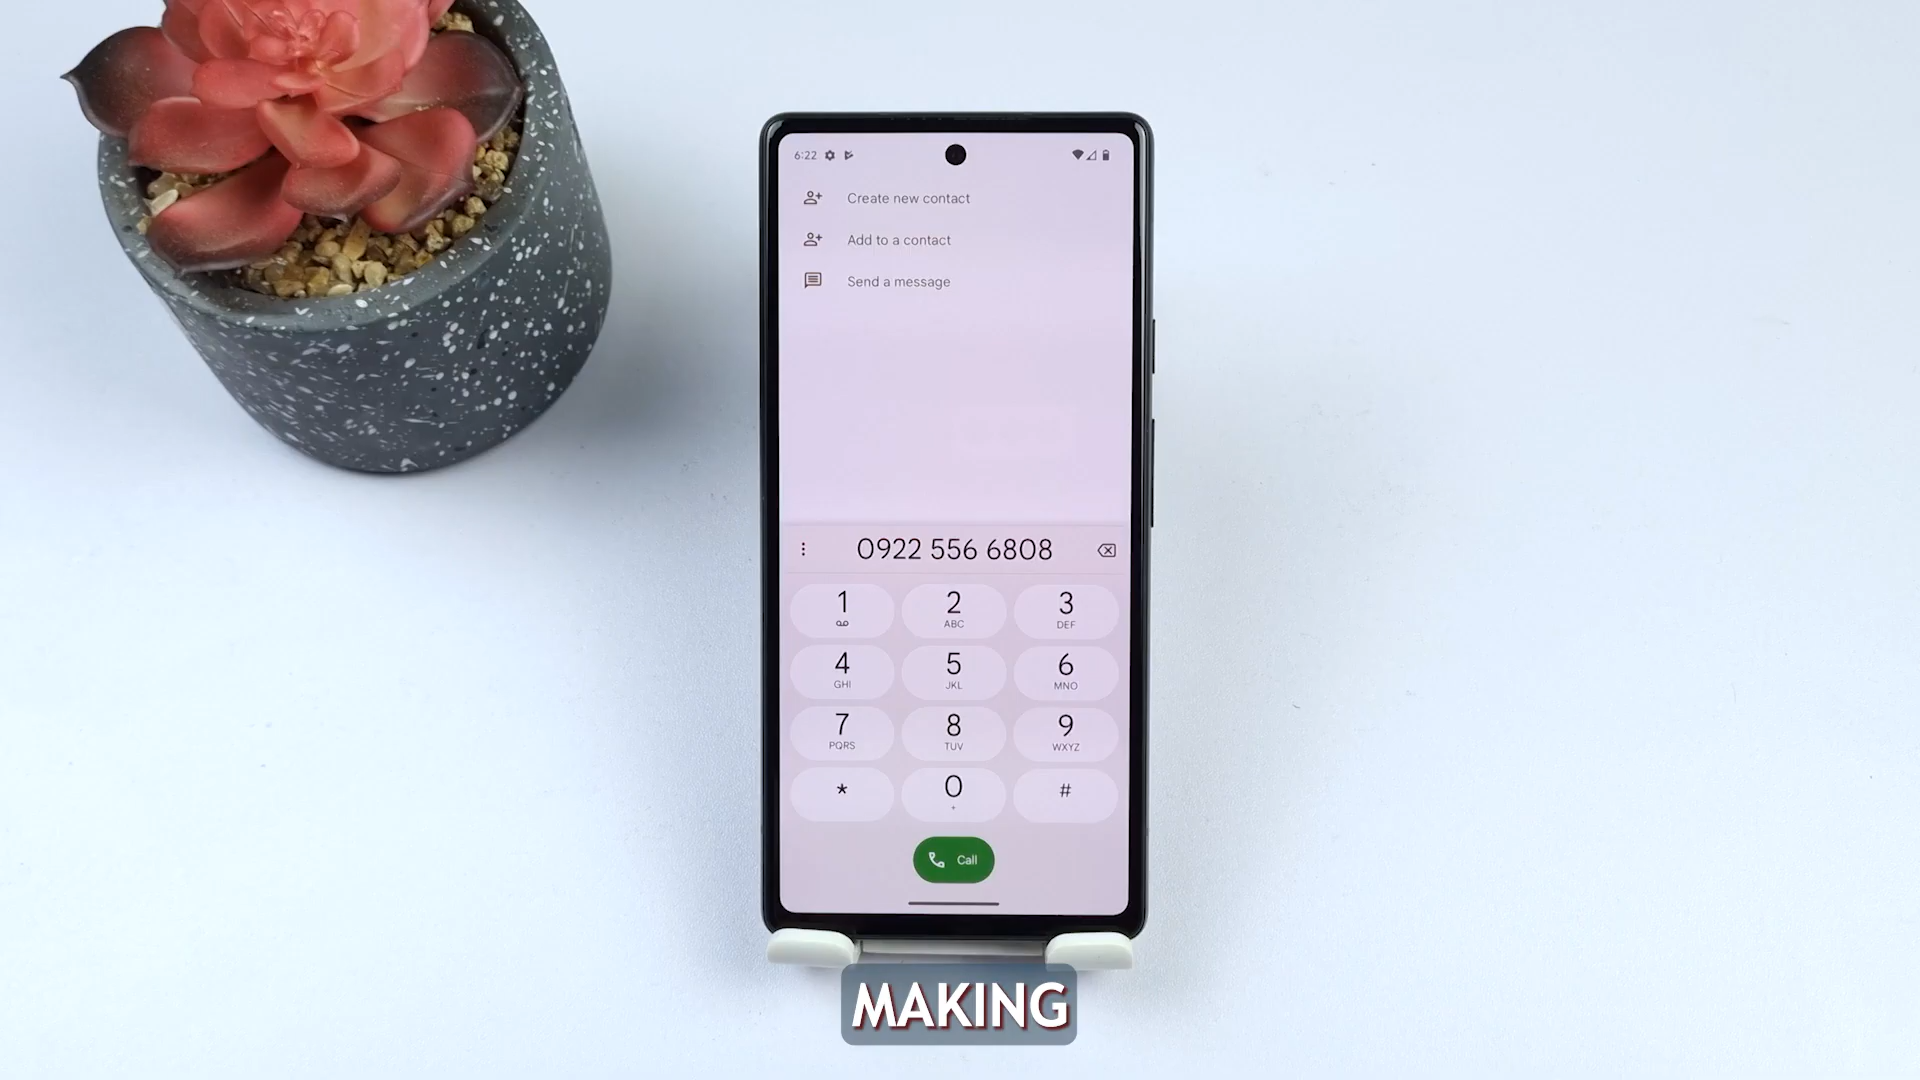 6:22
Create new contact
Add to a contact
Send a message
0922 556 6808
1 2 3
ABC DEF
4 5 6
GHI JKL MNO
7 8 9
PQRS TUV WXYZ
* 0 #
+
Call
MAKING